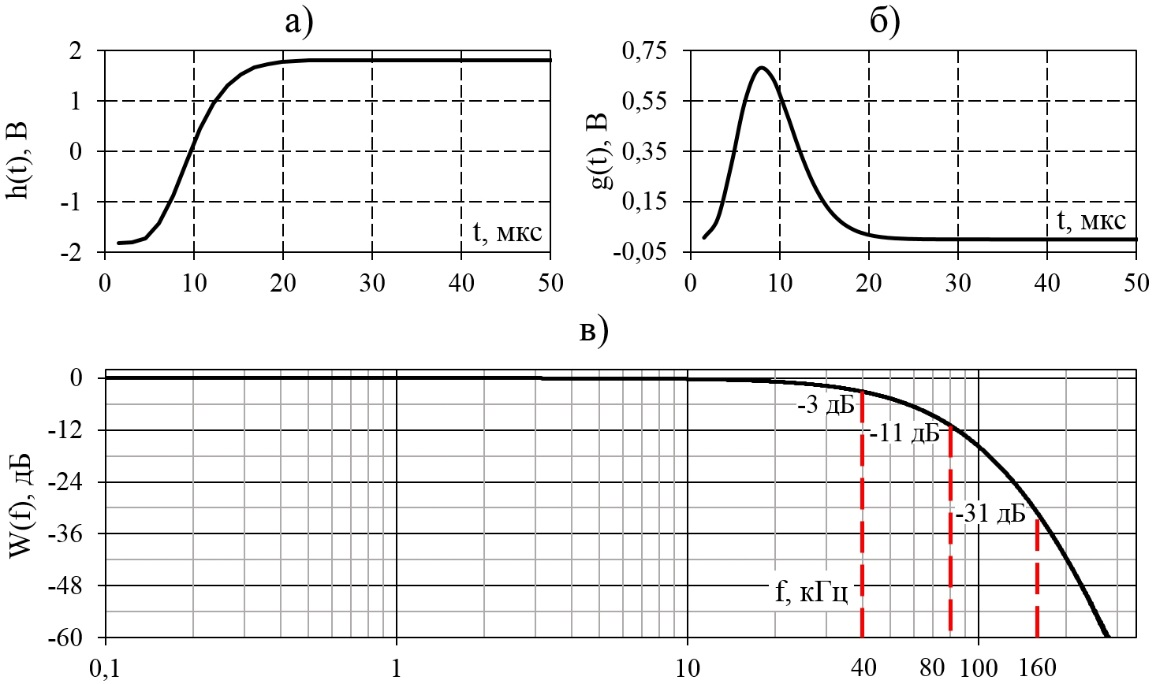 а)
б)
2
1
0
-1
-2
h(t), В
t, мкс
0 10 20 30 40 50
0,75
0,55
0,35
0,15
-0,05
g(t), В
t, мкс
0 10 20 30 40 50
в)
0
-12
-24
-36
-48
-60
W(f), дБ
-3 дБ
-11 дБ
-31 дБ
f, кГц
0,1 1 10 40 80 100 160